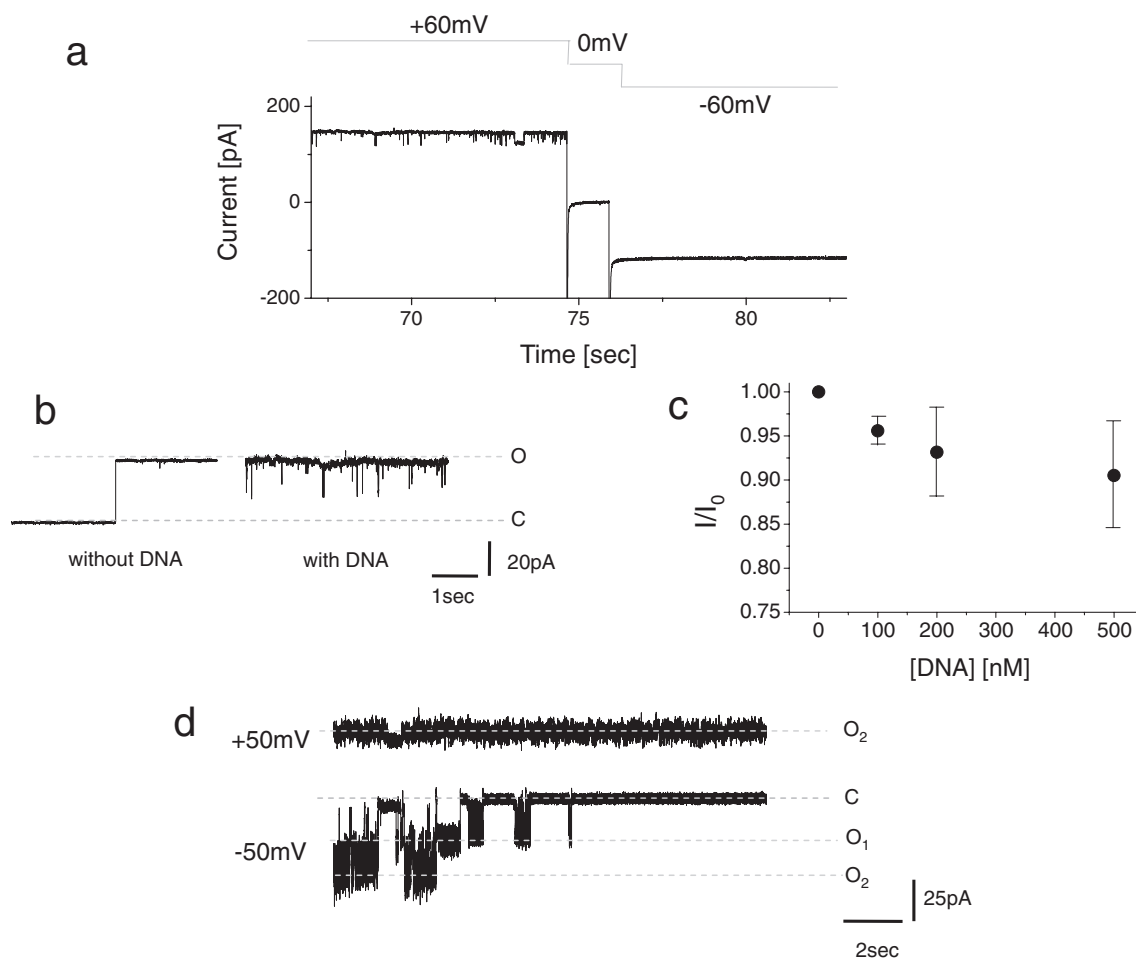 a
+60mV
0mV
-60mV
200
0
-200
Current [pA]
70
75
80
Time [sec]
b
O
C
without DNA
with DNA
20pA
1sec
c
1.00
0.95
0.90
0.85
0.80
0.75
I/I₀
0
100
200
300
400
500
[DNA] [nM]
d
+50mV
O₂
C
O₁
-50mV
O₂
25pA
2sec